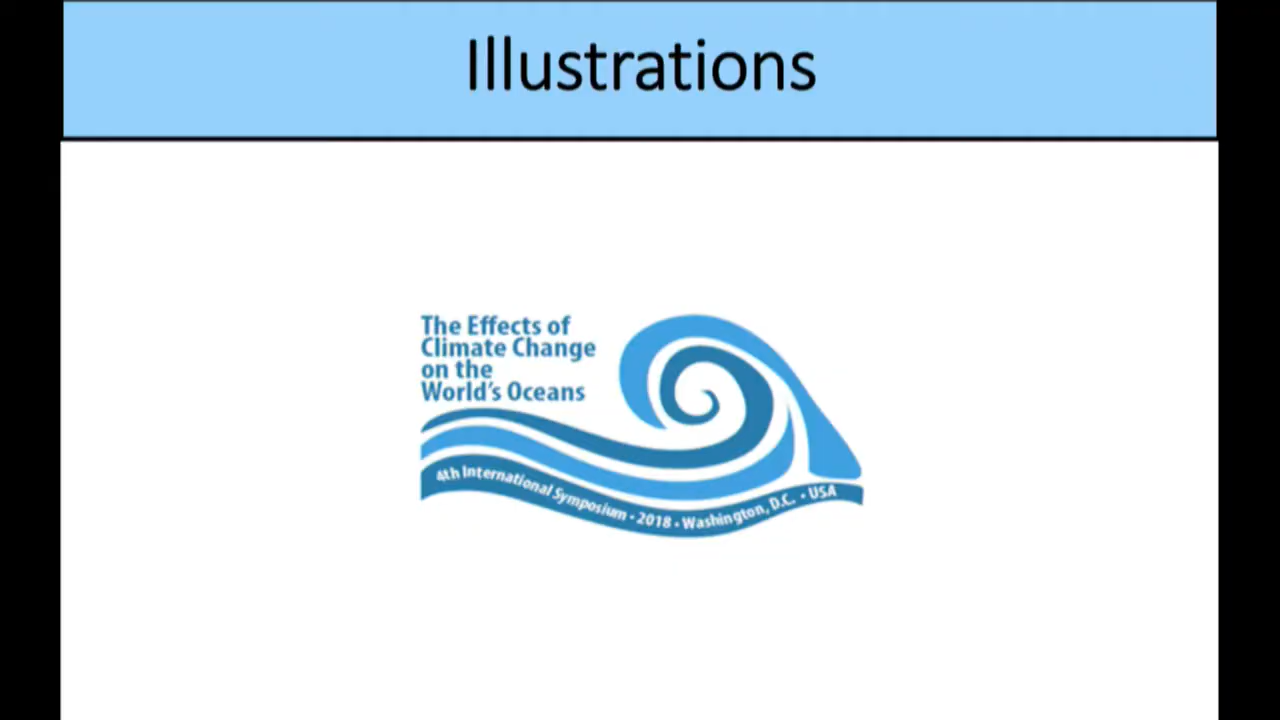 Illustrations
The Effects of
Climate Change
on the
World's Oceans
4th International Symposium • 2018 • Washington, D.C. • USA